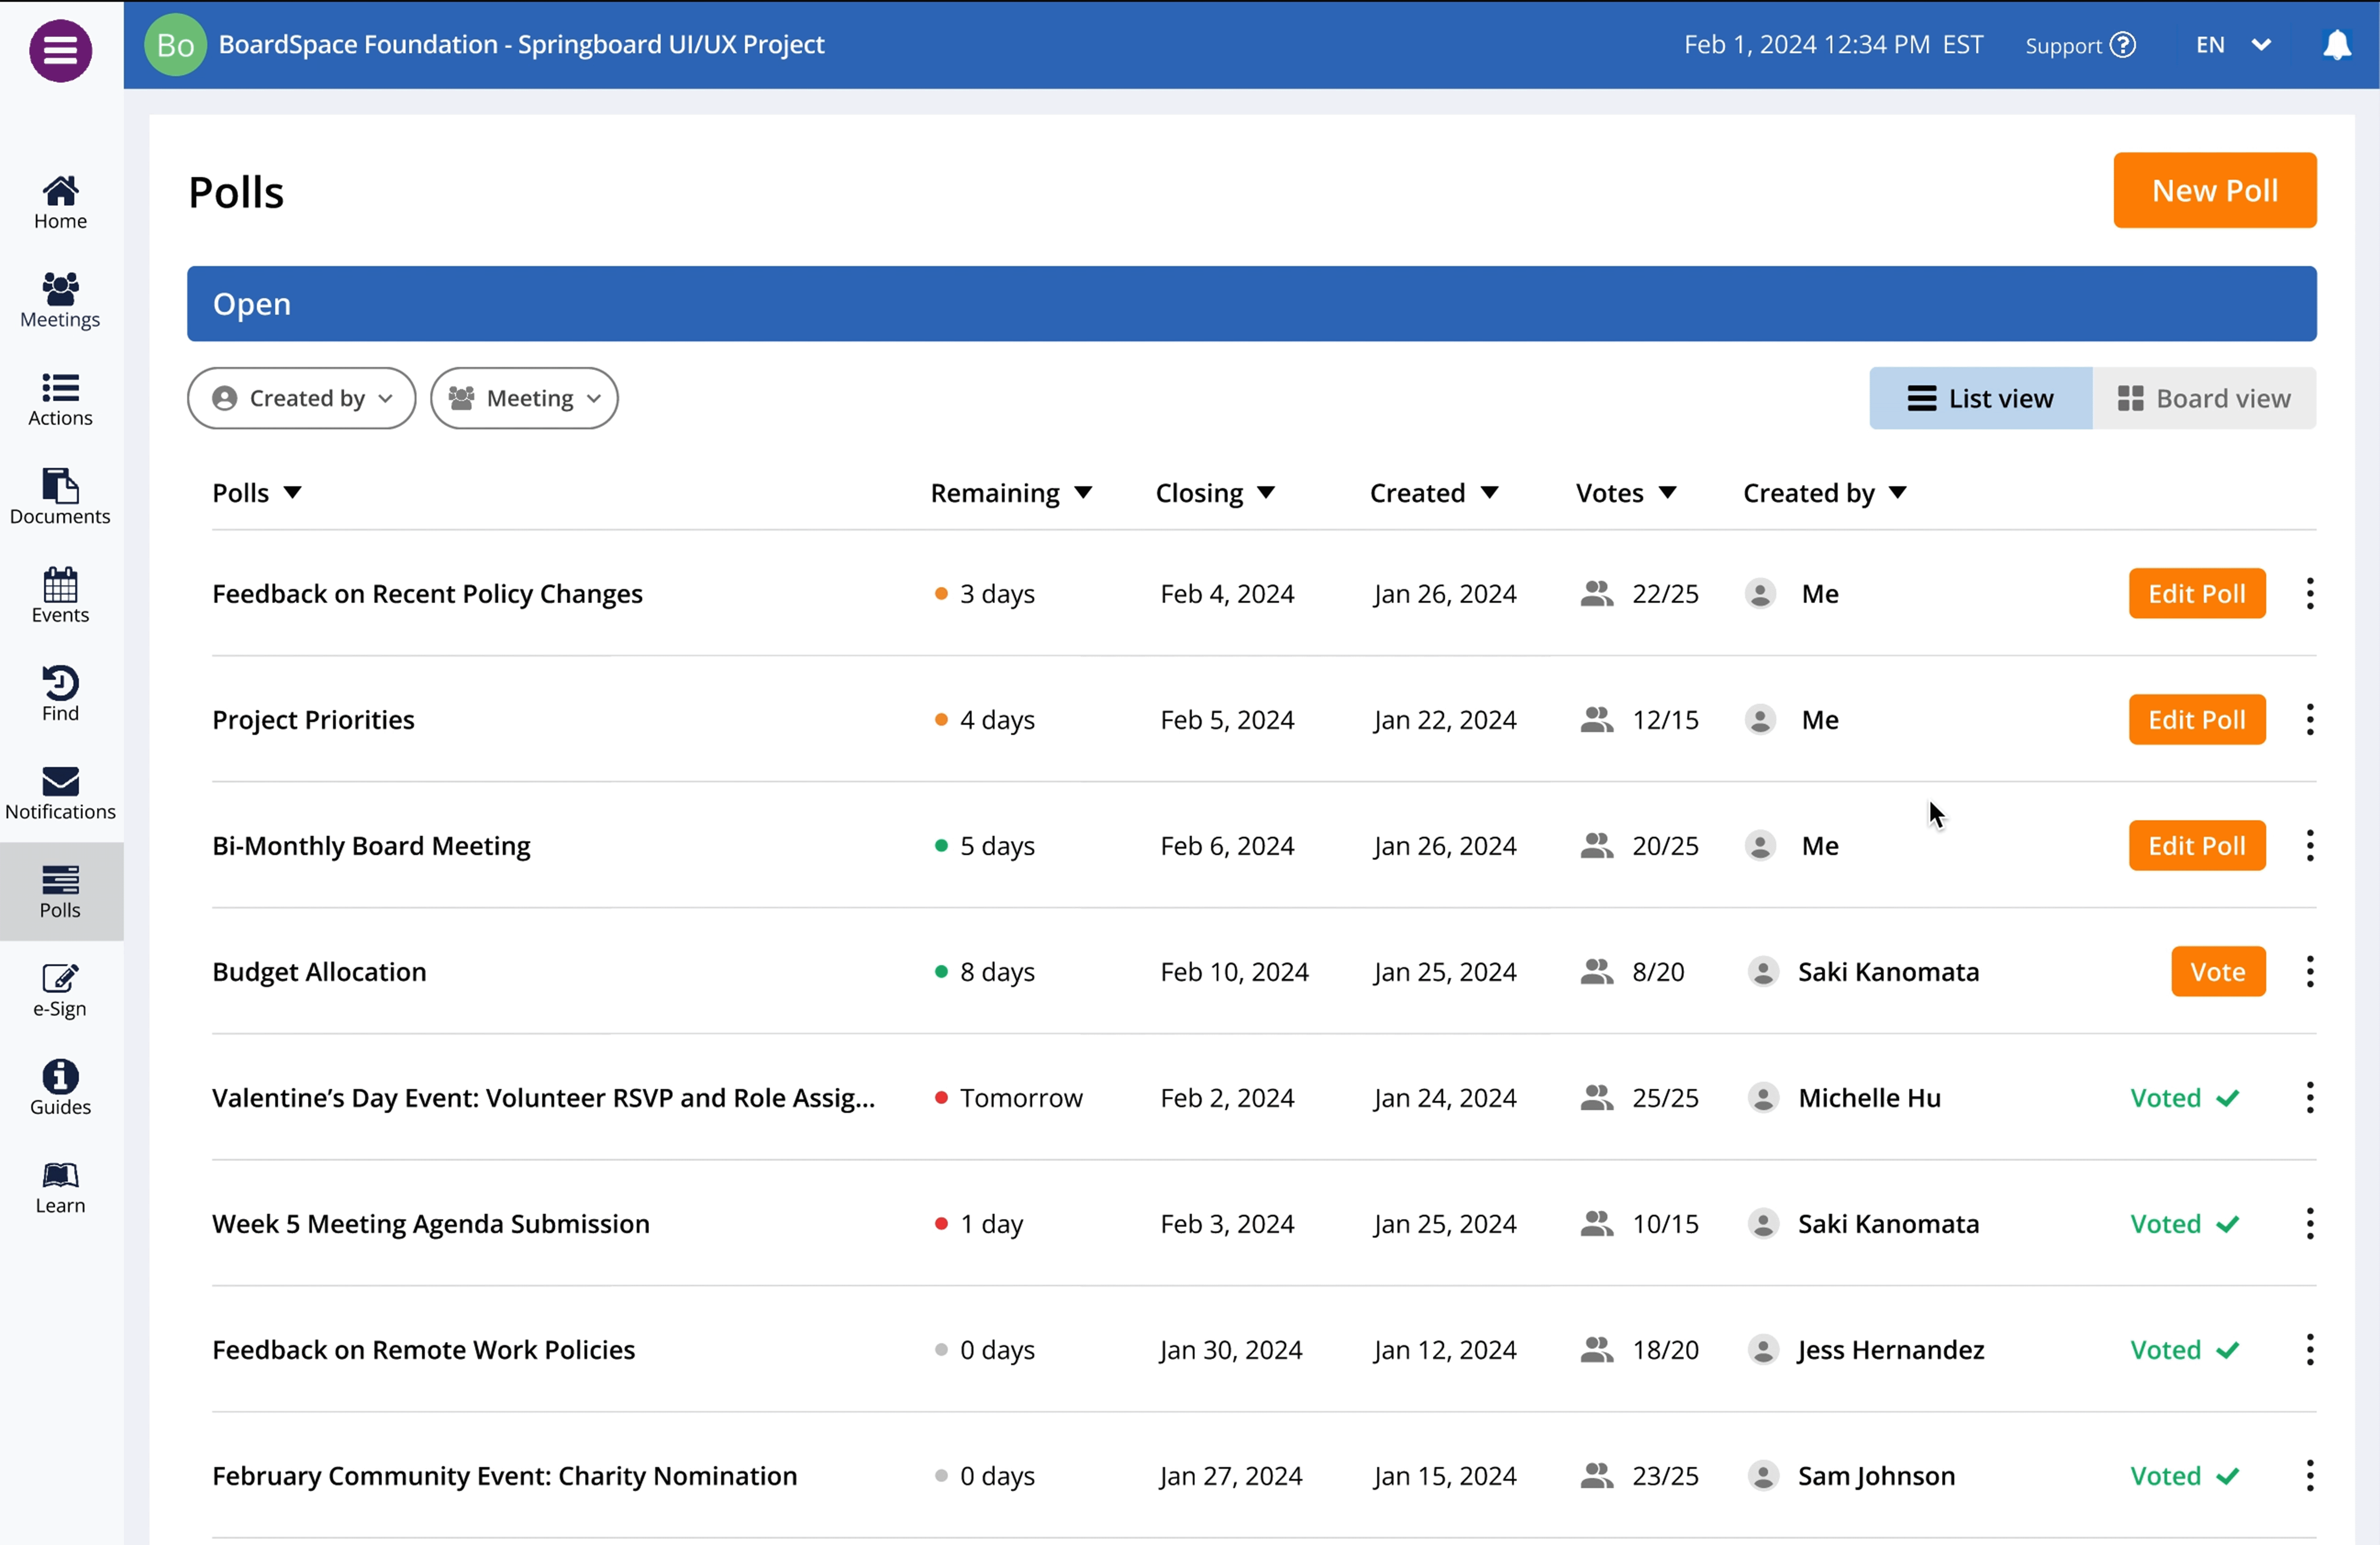 Bo BoardSpace Foundation - Springboard UI/UX Project Feb 1, 2024 12:34 PM EST Support ? EN
Home
Meetings
Actions
Documents
Events
Find
Notifications
Polls
e-Sign
Guides
Learn
Polls New Poll
Open
Created by Meeting List view Board view
Polls Remaining Closing Created Votes Created by
Feedback on Recent Policy Changes 3 days Feb 4, 2024 Jan 26, 2024 22/25 Me Edit Poll
Project Priorities 4 days Feb 5, 2024 Jan 22, 2024 12/15 Me Edit Poll
Bi-Monthly Board Meeting 5 days Feb 6, 2024 Jan 26, 2024 20/25 Me Edit Poll
Budget Allocation 8 days Feb 10, 2024 Jan 25, 2024 8/20 Saki Kanomata Vote
Valentine’s Day Event: Volunteer RSVP and Role Assig... Tomorrow Feb 2, 2024 Jan 24, 2024 25/25 Michelle Hu Voted
Week 5 Meeting Agenda Submission 1 day Feb 3, 2024 Jan 25, 2024 10/15 Saki Kanomata Voted
Feedback on Remote Work Policies 0 days Jan 30, 2024 Jan 12, 2024 18/20 Jess Hernandez Voted
February Community Event: Charity Nomination 0 days Jan 27, 2024 Jan 15, 2024 23/25 Sam Johnson Voted